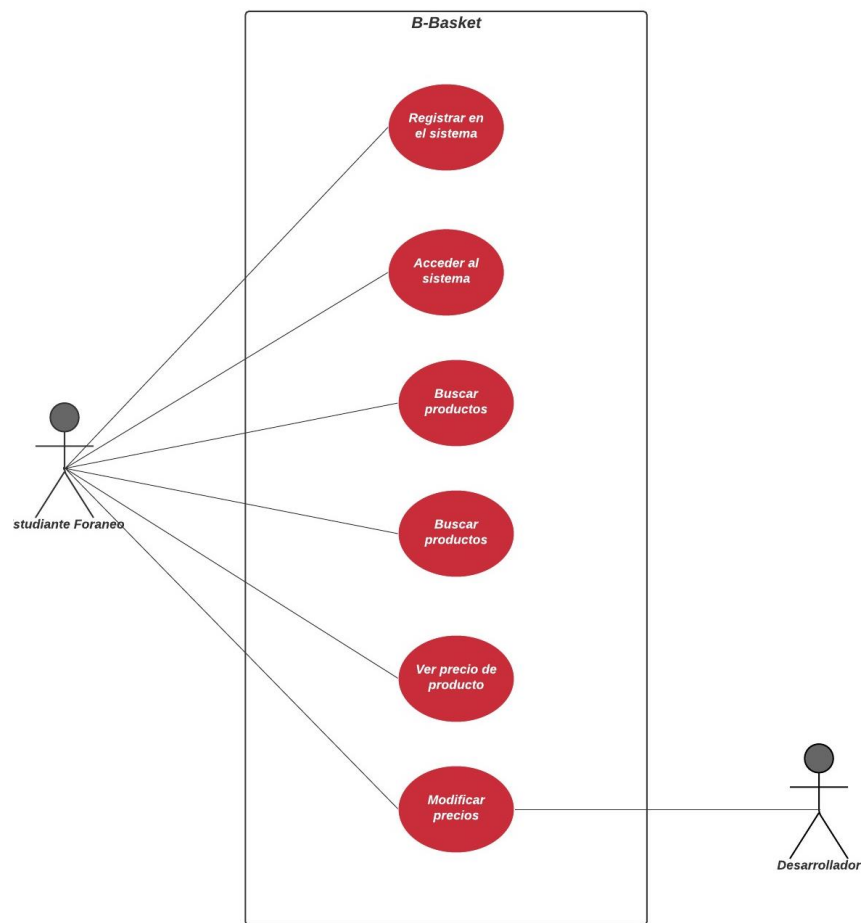 B-Basket
Registrar en
el sistema
Acceder al
sistema
Buscar
productos
studiante Foraneo
Buscar
productos
Ver precio de
producto
Modificar
precios
Desarrollador